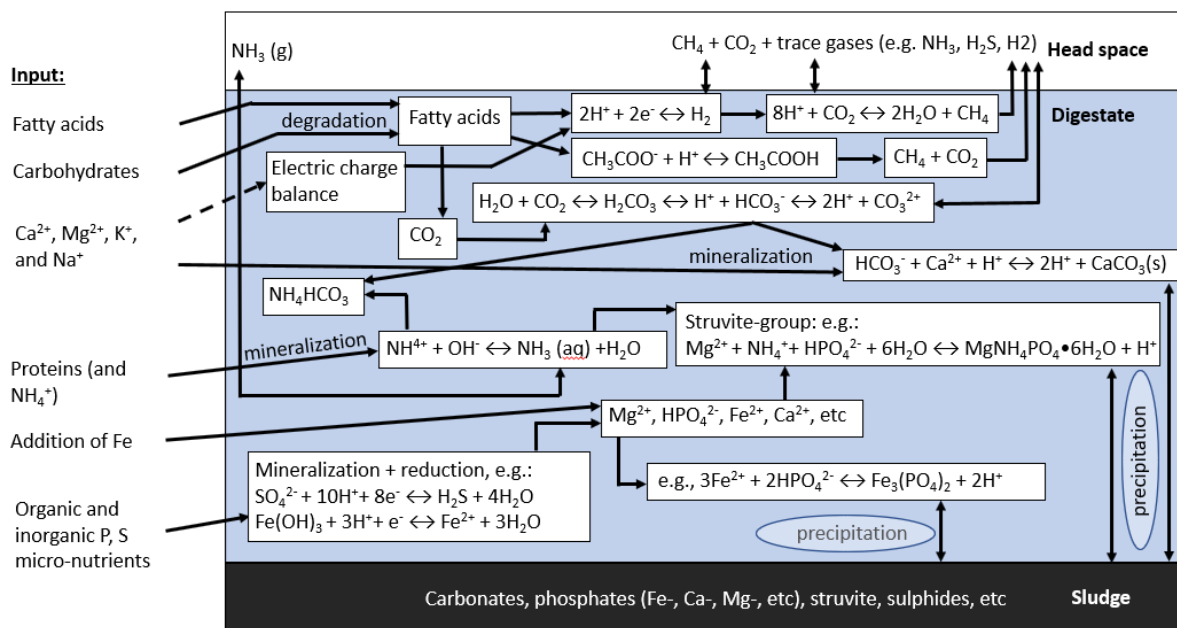 NH₃ (g)
CH₄ + CO₂ + trace gases (e.g. NH₃, H₂S, H2)
Head space
Input:
Digestate
Fatty acids
degradation
Fatty acids
2H⁺ + 2e⁻ ↔ H₂
8H⁺ + CO₂ ↔ 2H₂O + CH₄
Carbohydrates
Electric charge
balance
CH₃COO⁻ + H⁺ ↔ CH₃COOH
CH₄ + CO₂
H₂O + CO₂ ↔ H₂CO₃ ↔ H⁺ + HCO₃⁻ ↔ 2H⁺ + CO₃²⁺
Ca²⁺, Mg²⁺, K⁺,
and Na⁺
CO₂
mineralization
HCO₃⁻ + Ca²⁺ + H⁺ ↔ 2H⁺ + CaCO₃(s)
NH₄HCO₃
Struvite-group: e.g.:
Mg²⁺ + NH₄⁺+ HPO₄²⁻ + 6H₂O ↔ MgNH₄PO₄•6H₂O + H⁺
mineralization
NH⁴⁺ + OH⁻ ↔ NH₃ (aq) +H₂O
Proteins (and
NH₄⁺)
Addition of Fe
Mg²⁺, HPO₄²⁻, Fe²⁺, Ca²⁺, etc
Mineralization + reduction, e.g.:
SO₄²⁻ + 10H⁺+ 8e⁻ ↔ H₂S + 4H₂O
Fe(OH)₃ + 3H⁺+ e⁻ ↔ Fe²⁺ + 3H₂O
e.g., 3Fe²⁺ + 2HPO₄²⁻ ↔ Fe₃(PO₄)₂ + 2H⁺
Organic and
inorganic P, S
micro-nutrients
precipitation
precipitation
Carbonates, phosphates (Fe-, Ca-, Mg-, etc), struvite, sulphides, etc
Sludge